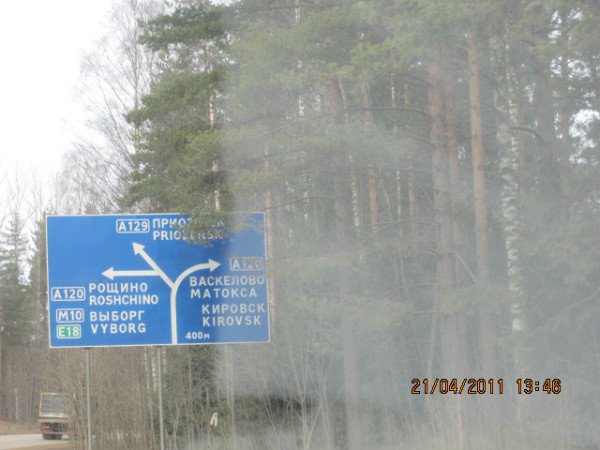 A129 ПРИОЗЕРСК
PRIOZERSK
A120
РОЩИНО
ROSHCHINO
A120
M10
E18
ВЫБОРГ
VYBORG
ВАСКЕЛОВО
МАТОКСА
КИРОВСК
KIROVSK
400м
21/04/2011 13:46